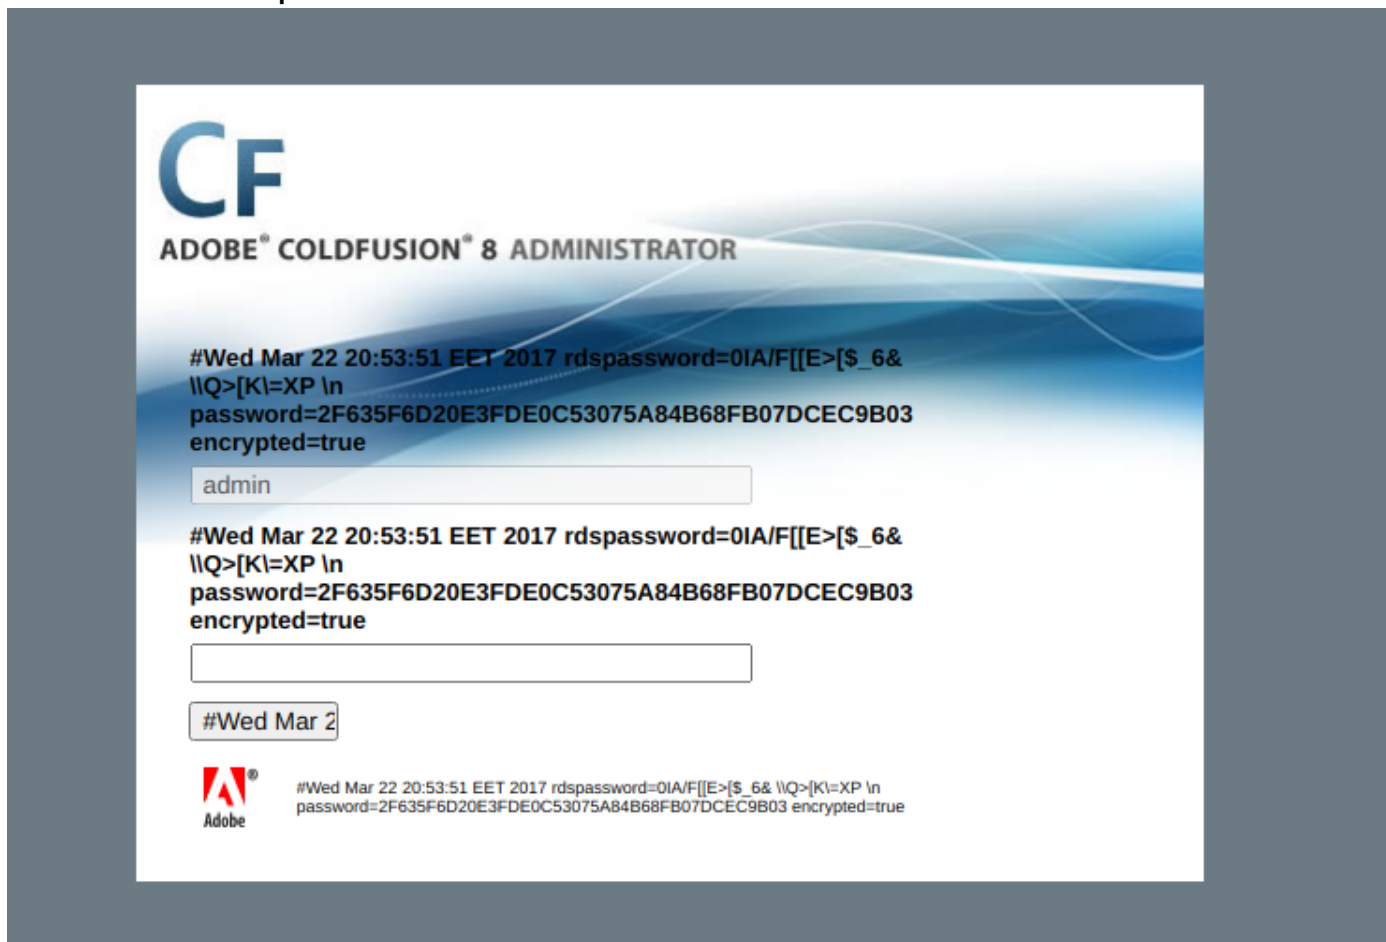 CF
ADOBE® COLDFUSION® 8 ADMINISTRATOR
#Wed Mar 22 20:53:51 EET 2017 rdspassword=0IA/F[[E>[$_6&
\\Q>[K\=XP \n
password=2F635F6D20E3FDE0C53075A84B68FB07DCEC9B03
encrypted=true
admin
#Wed Mar 22 20:53:51 EET 2017 rdspassword=0IA/F[[E>[$_6&
\\Q>[K\=XP \n
password=2F635F6D20E3FDE0C53075A84B68FB07DCEC9B03
encrypted=true
#Wed Mar 2
#Wed Mar 22 20:53:51 EET 2017 rdspassword=0IA/F[[E>[$_6& \\Q>[K\=XP \n
password=2F635F6D20E3FDE0C53075A84B68FB07DCEC9B03 encrypted=true
Adobe®